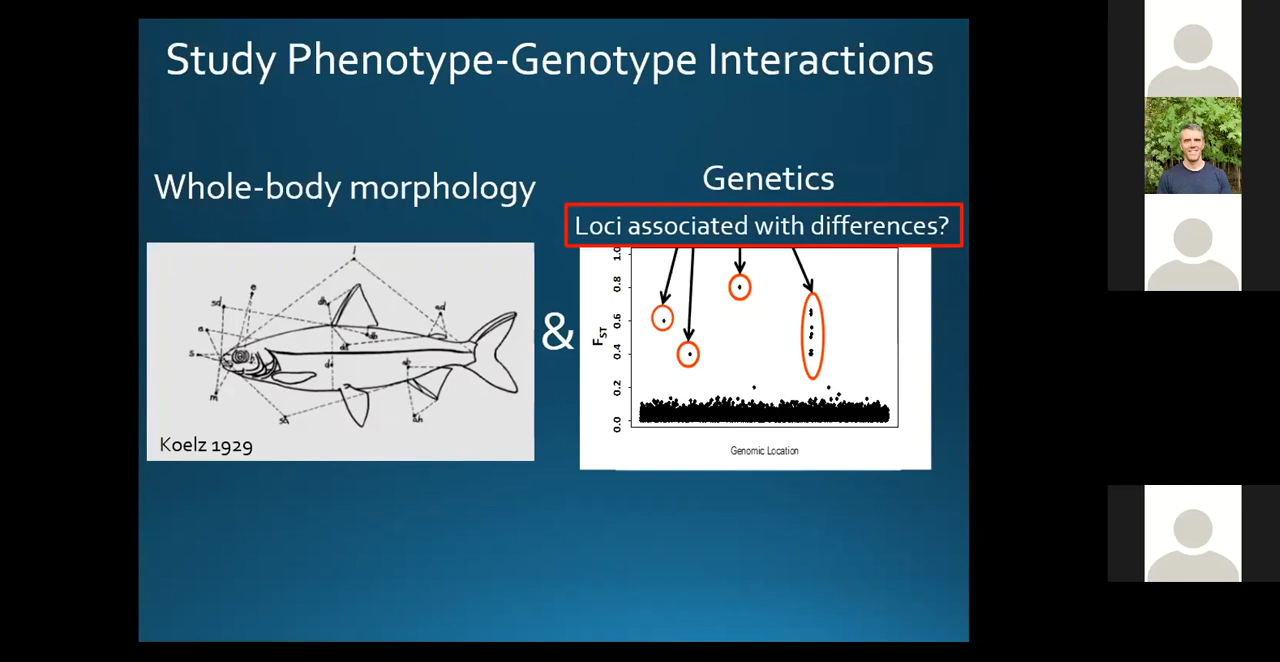 Study Phenotype-Genotype Interactions
Whole-body morphology
Genetics
Loci associated with differences?
&
Koelz 1929
FST
0.0
0.2
0.4
0.6
0.8
1.0
Genomic Location